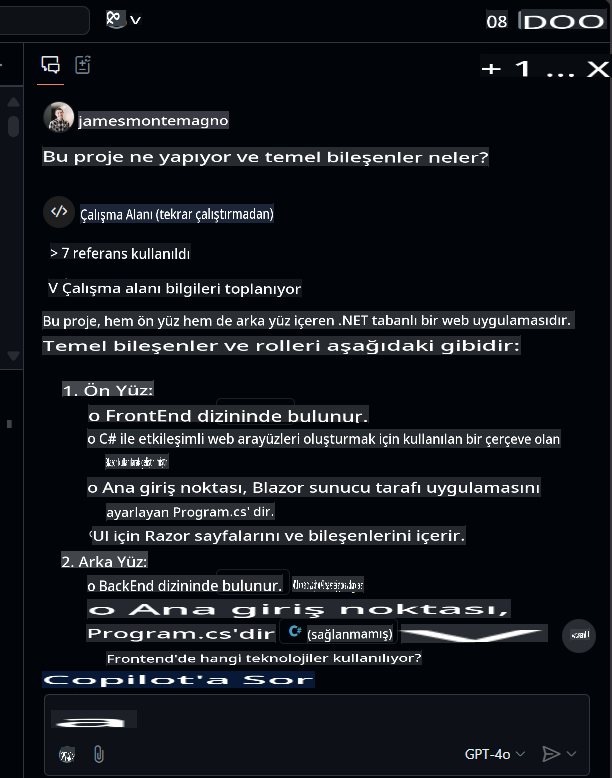 08 DOO
+ 1 ... X
jamesmontemagno
Bu proje ne yapıyor ve temel bileşenler neler?
Çalışma Alanı (tekrar çalıştırmadan)
> 7 referans kullanıldı
V Çalışma alanı bilgileri toplanıyor
Bu proje, hem ön yüz hem de arka yüz içeren .NET tabanlı bir web uygulamasıdır.
Temel bileşenler ve rolleri aşağıdaki gibidir:
1. Ön Yüz:
o FrontEnd dizininde bulunur.
o C# ile etkileşimli web arayüzleri oluşturmak için kullanılan bir çerçeve olan
o Ana giriş noktası, Blazor sunucu tarafı uygulamasını
ayarlayan Program.cs' dir.
UI için Razor sayfalarını ve bileşenlerini içerir.
2. Arka Yüz:
o BackEnd dizininde bulunur.
o Ana giriş noktası,
Program.cs'dir C# (sağlanmamış)
Frontend'de hangi teknolojiler kullanılıyor?
Copilot'a Sor
a
GPT-4o